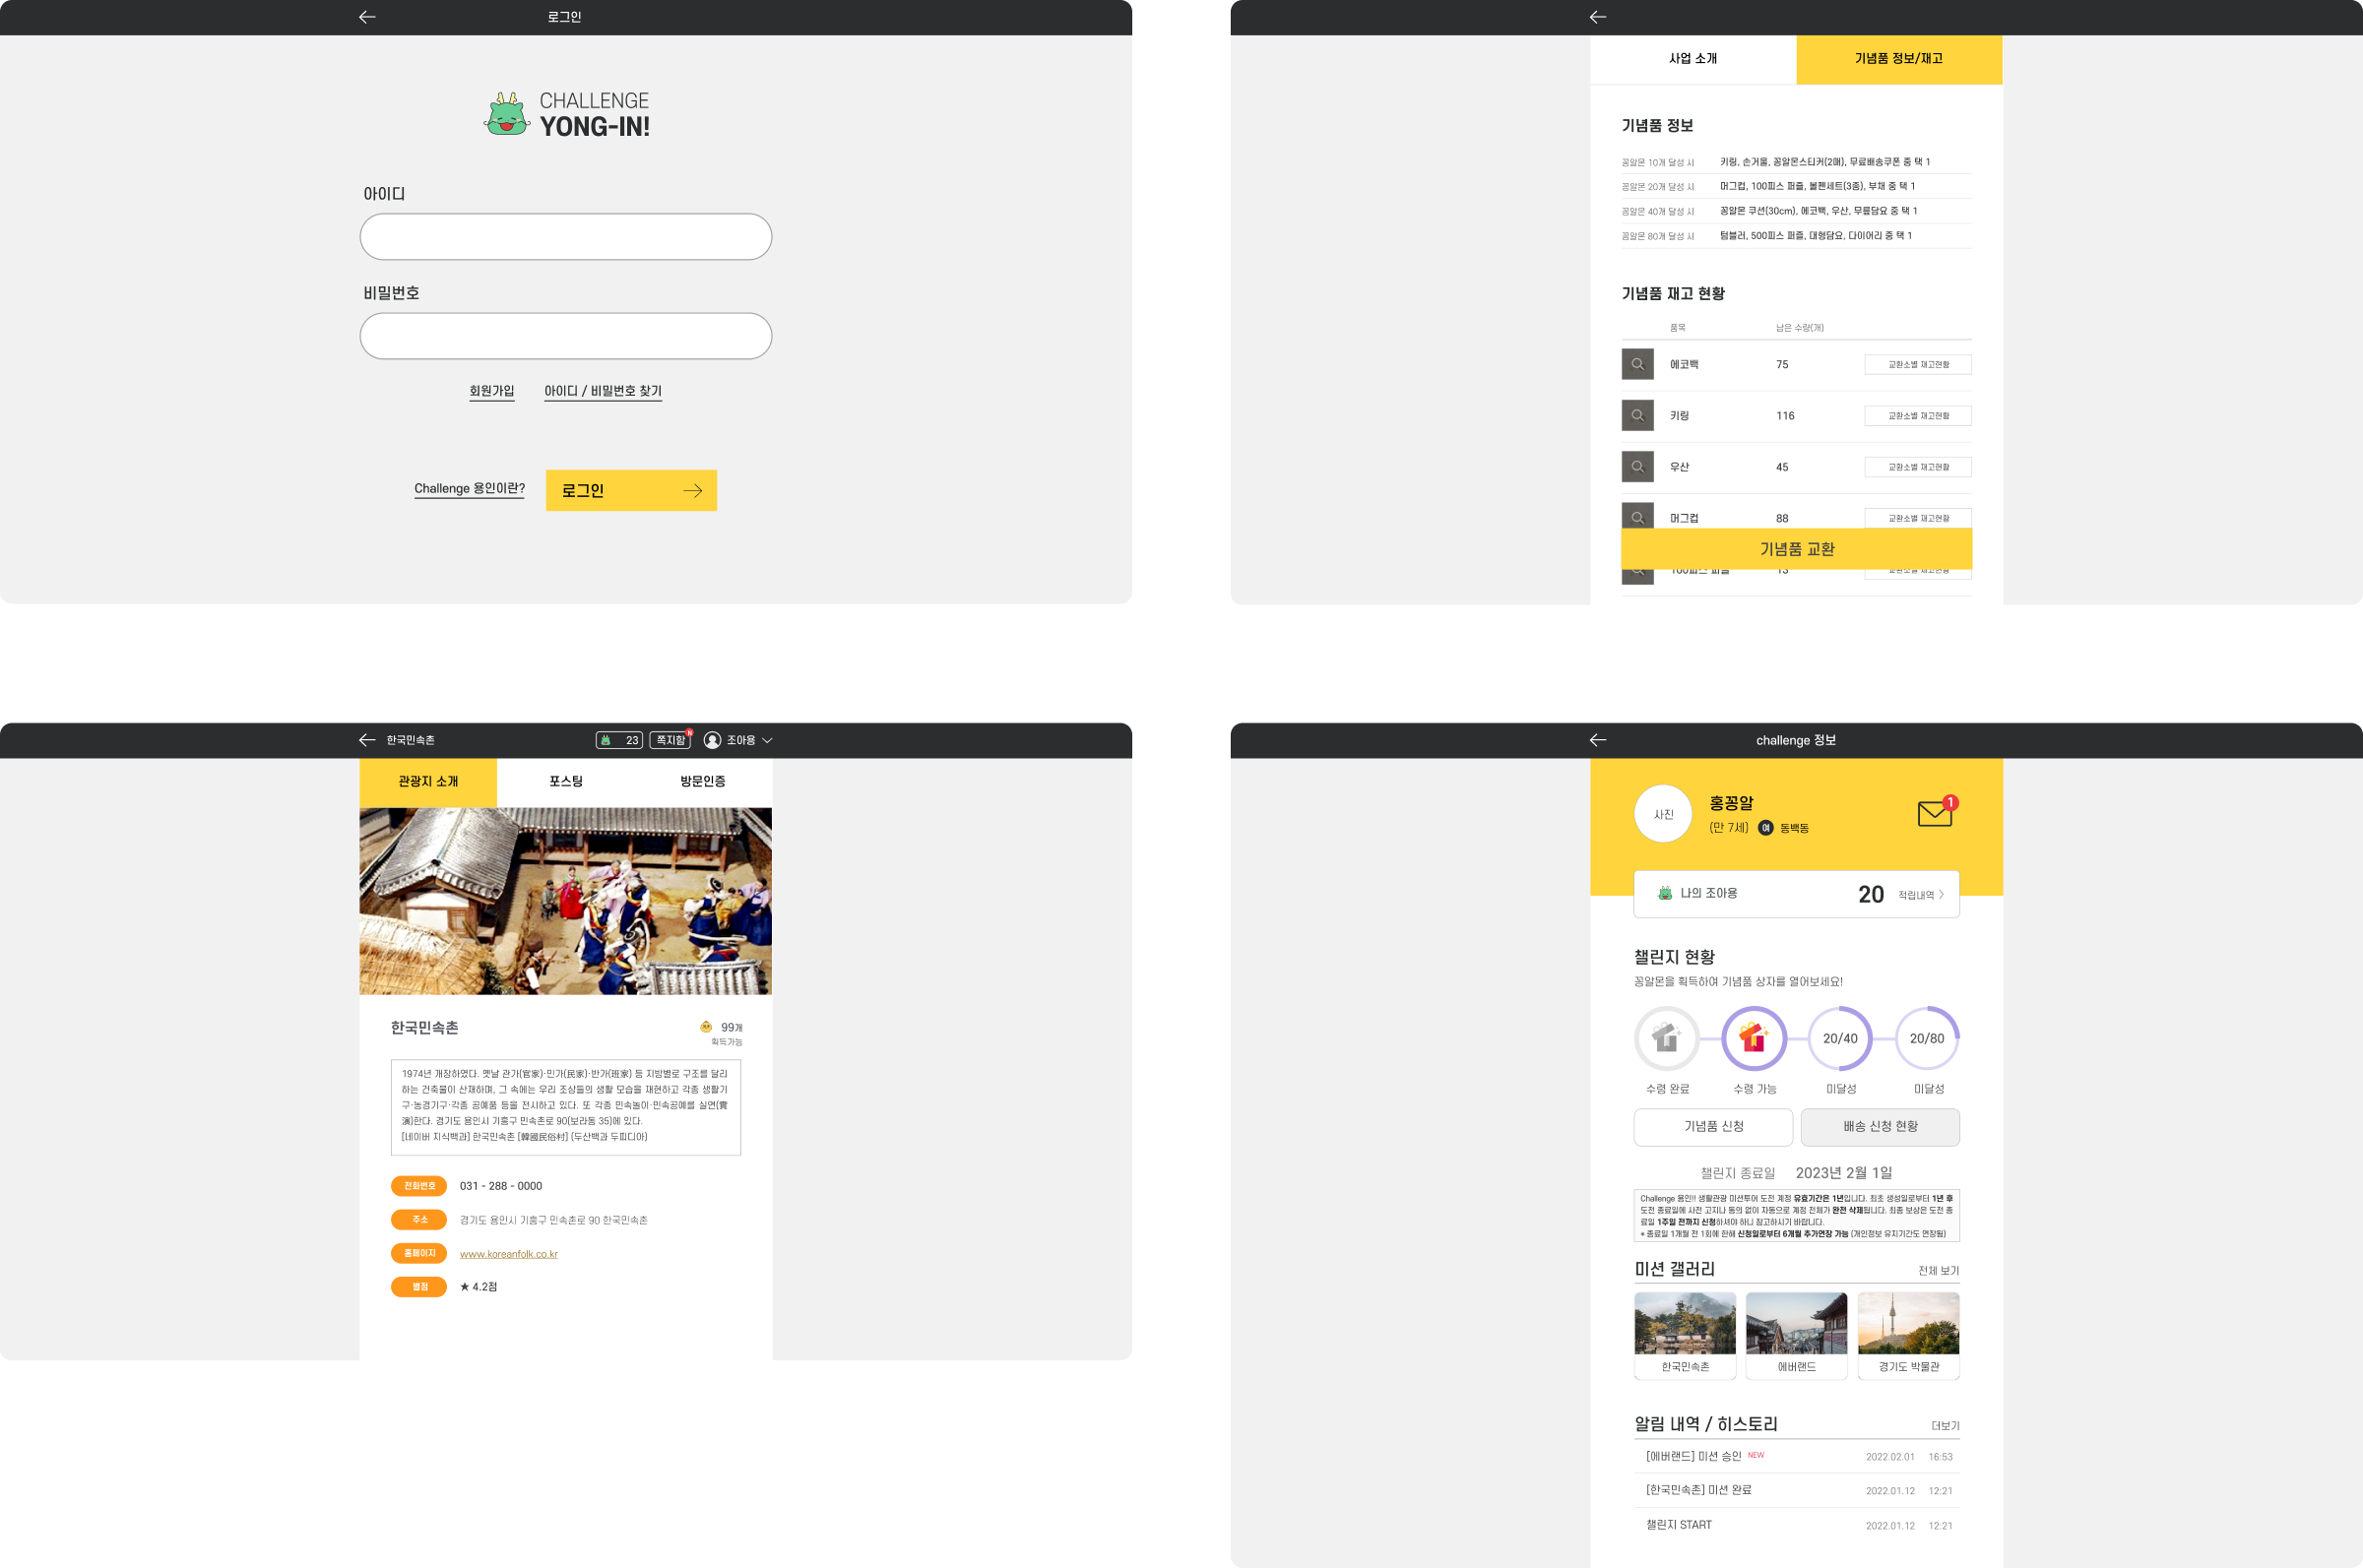 로그인
CHALLENGE
YONG-IN!
아이디
비밀번호
회원가입
아이디 / 비밀번호 찾기
Challenge 용인이란?
로그인
사업 소개
기념품 정보/재고
기념품 정보
꽁알몬 10개 달성 시
키링, 손거울, 꽁알몬스티커(2매), 무료배송쿠폰 중 택 1
꽁알몬 20개 달성 시
머그컵, 100피스 퍼즐, 볼펜세트(3종), 부채 중 택 1
꽁알몬 40개 달성 시
꽁알몬 쿠션(30cm), 에코백, 우산, 무릎담요 중 택 1
꽁알몬 80개 달성 시
텀블러, 500피스 퍼즐, 대형담요, 다이어리 중 택 1
기념품 재고 현황
품목
남은 수량(개)
에코백
75
교환소별 재고현황
키링
116
교환소별 재고현황
우산
45
교환소별 재고현황
머그컵
88
교환소별 재고현황
기념품 교환
한국민속촌
23
쪽지함
N
조아용
관광지 소개
포스팅
방문인증
한국민속촌
99개
획득가능
1974년 개장하였다. 옛날 관가(官家)·민가(民家)·반가(班家) 등 지방별로 구조를 달리
하는 건축물이 산재하며, 그 속에는 우리 조상들의 생활 모습을 재현하고 각종 생활기
구·농경기구·각종 공예품 등을 전시하고 있다. 또 각종 민속놀이·민속공예를 실연(實
演)한다. 경기도 용인시 기흥구 민속촌로 90(보라동 35)에 있다.
[네이버 지식백과] 한국민속촌 [韓國民俗村] (두산백과 두피디아)
전화번호
031 - 288 - 0000
주소
경기도 용인시 기흥구 민속촌로 90 한국민속촌
홈페이지
www.koreanfolk.co.kr
별점
★ 4.2점
challenge 정보
사진
홍꽁알
(만 7세)
여
동백동
1
나의 조아용
20
적립내역
챌린지 현황
꽁알몬을 획득하여 기념품 상자를 열어보세요!
20/40
20/80
수령 완료
수령 가능
미달성
미달성
기념품 신청
배송 신청 현황
챌린지 종료일
2023년 2월 1일
Challenge 용인!! 생활관광 미션투어 도전 계정 유효기간은 1년입니다. 최초 생성일로부터 1년 후
도전 종료일에 사전 고지나 동의 없이 자동으로 계정 전체가 완전 삭제됩니다. 최종 보상은 도전 종
료일 1주일 전까지 신청하셔야 하니 참고하시기 바랍니다.
* 종료일 1개월 전 1회에 한해 신청일로부터 6개월 추가연장 가능 (개인정보 유지기간도 연장됨)
미션 갤러리
전체 보기
한국민속촌
에버랜드
경기도 박물관
알림 내역 / 히스토리
더보기
[에버랜드] 미션 승인
NEW
2022.02.01
16:53
[한국민속촌] 미션 완료
2022.01.12
12:21
챌린지 START
2022.01.12
12:21